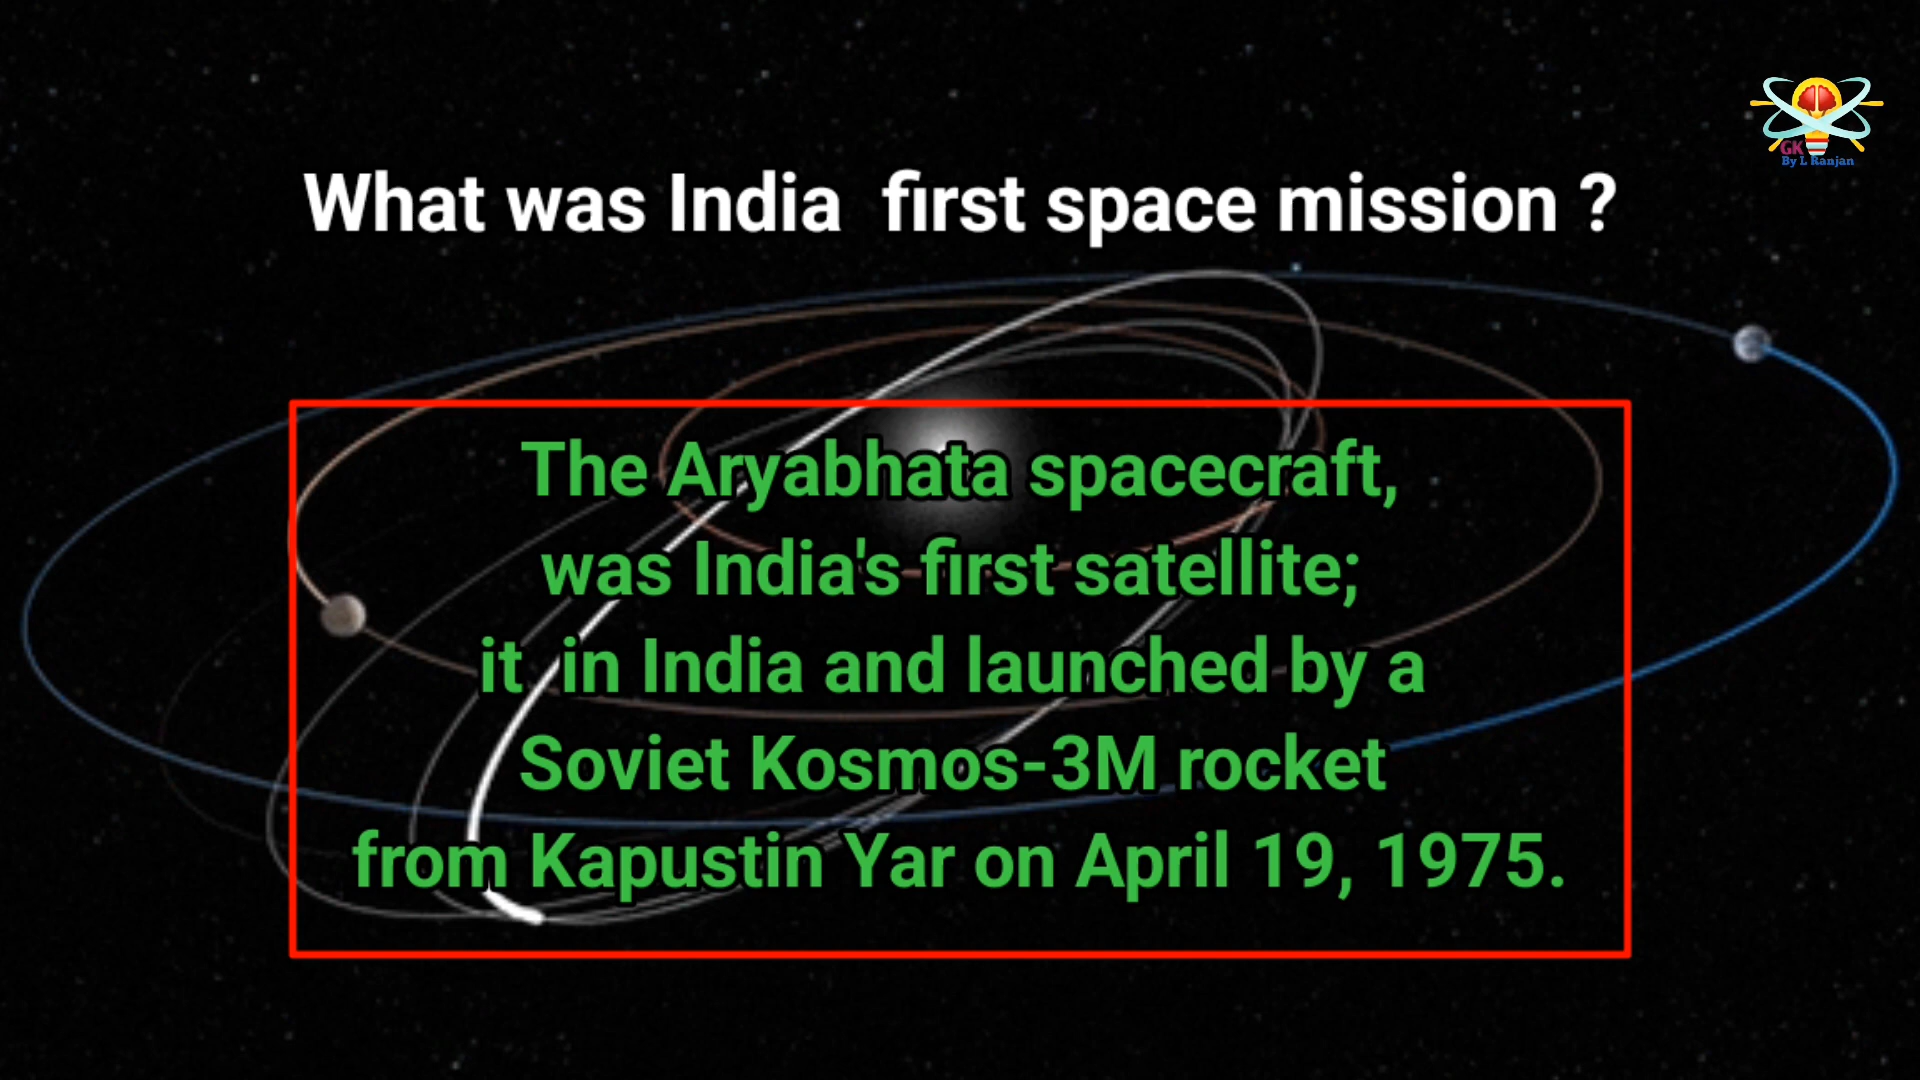 GK
By L Ranjan
What was India  first space mission ?
The Aryabhata spacecraft,
was India's first satellite;
it  in India and launched by a
Soviet Kosmos-3M rocket
from Kapustin Yar on April 19, 1975.